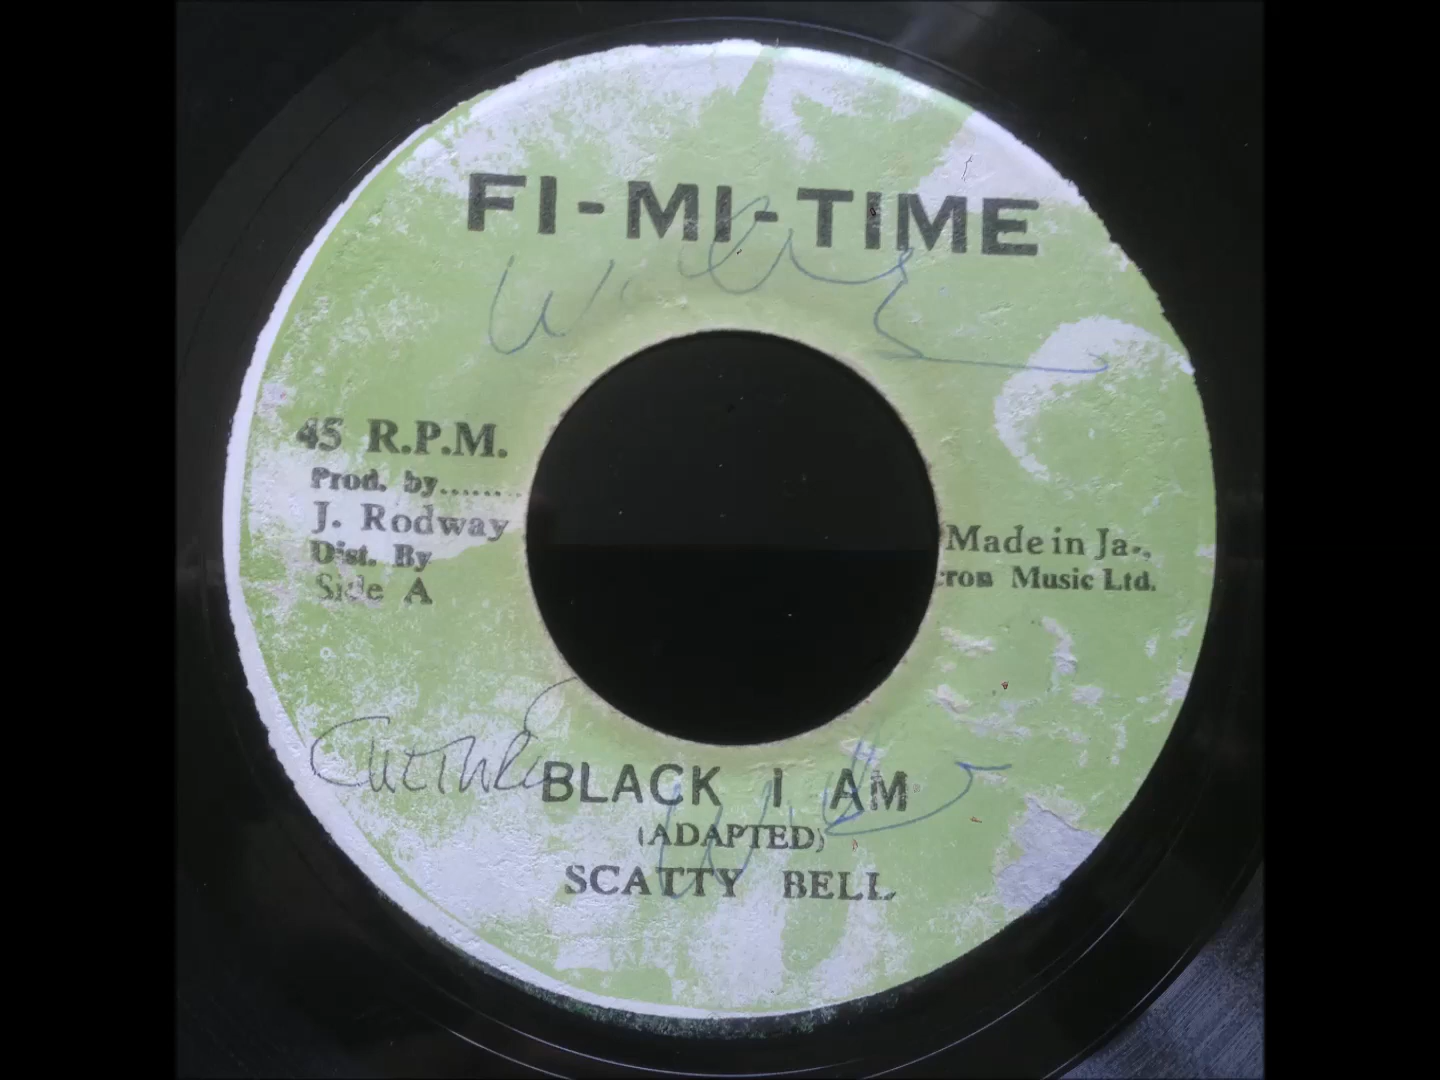 FI-MI-TIME
45 R.P.M.
Prod. by.......
J. Rodway
Dist. By
Side A
Made in Ja.,
cron Music Ltd.
BLACK I AM
(ADAPTED)
SCATTY BELL